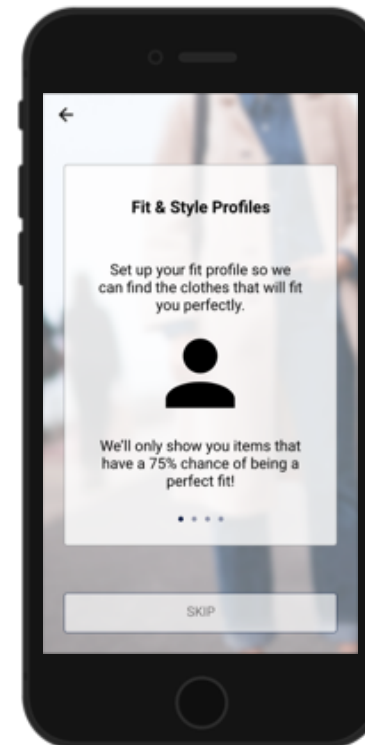 Fit & Style Profiles
Set up your fit profile so we
can find the clothes that will fit
you perfectly.
We'll only show you items that
have a 75% chance of being a
perfect fit!
SKIP